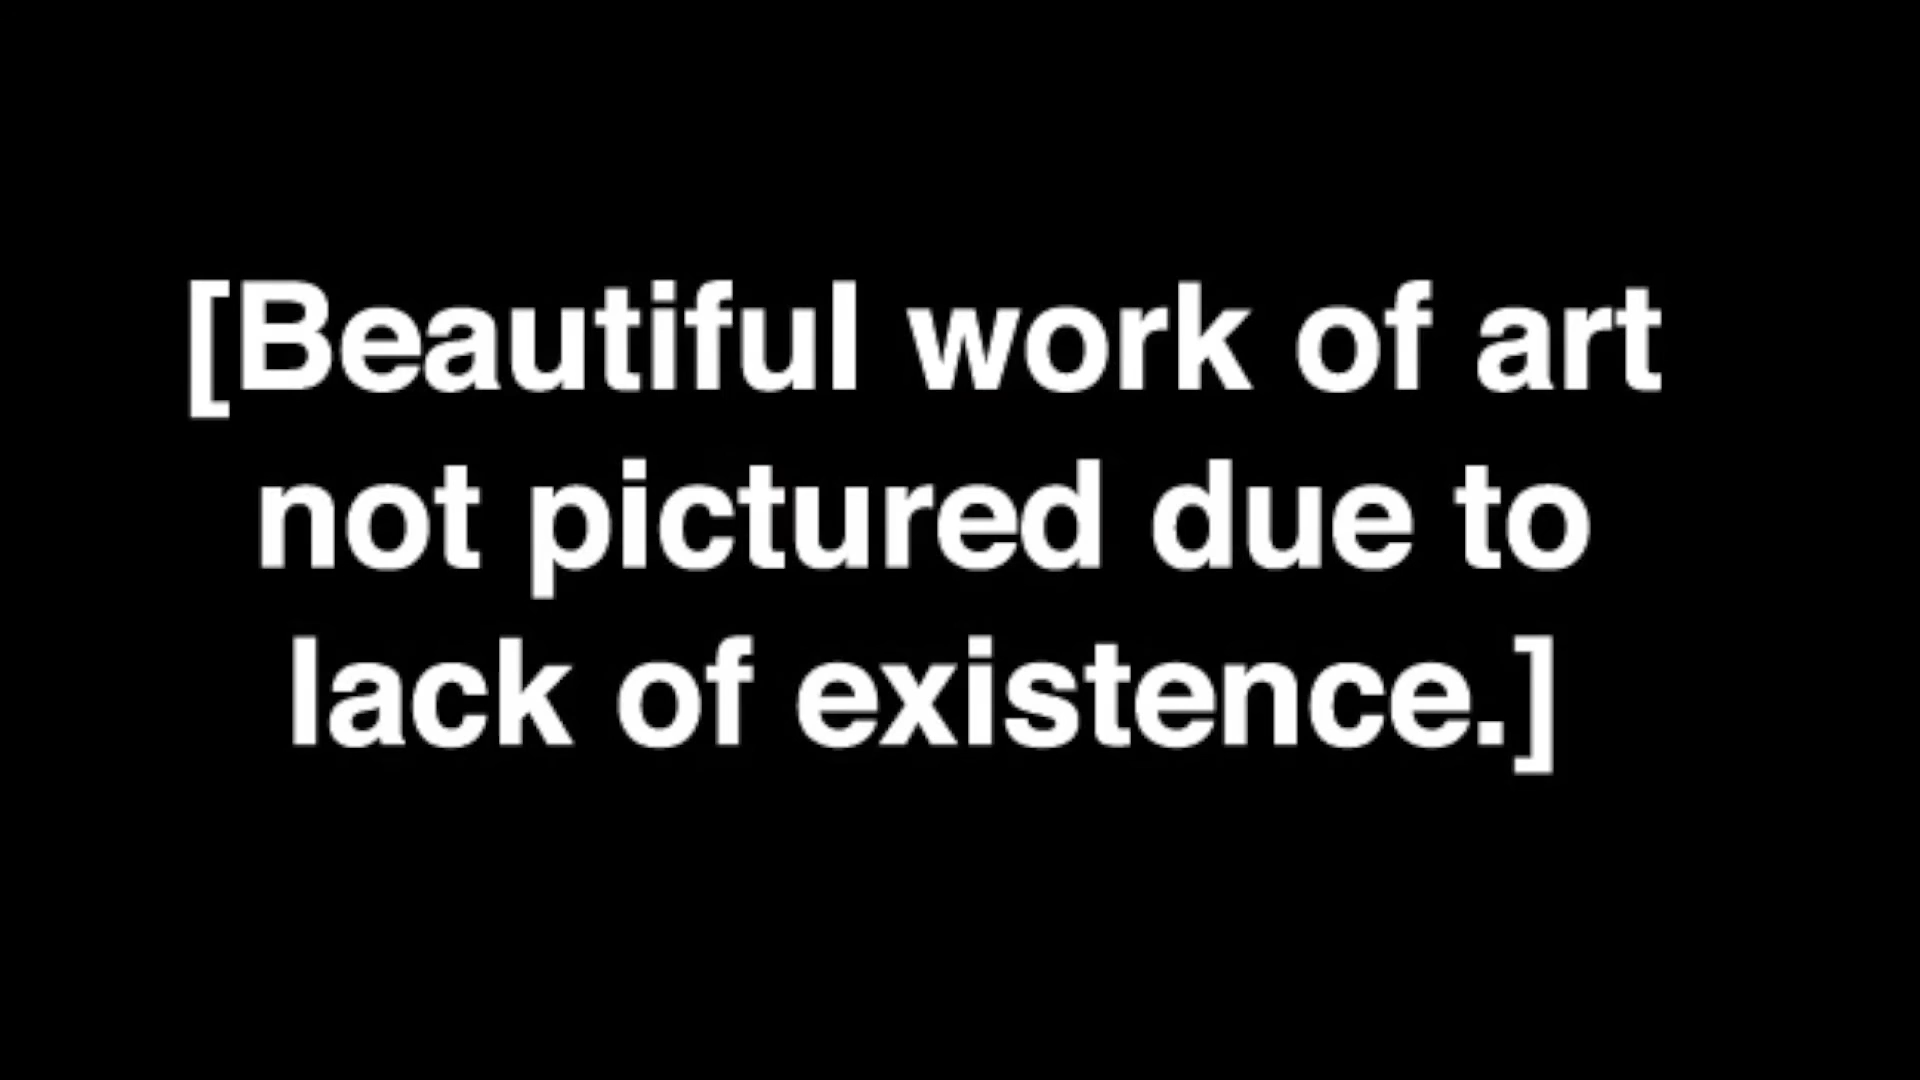 [Beautiful work of art
not pictured due to
lack of existence.]